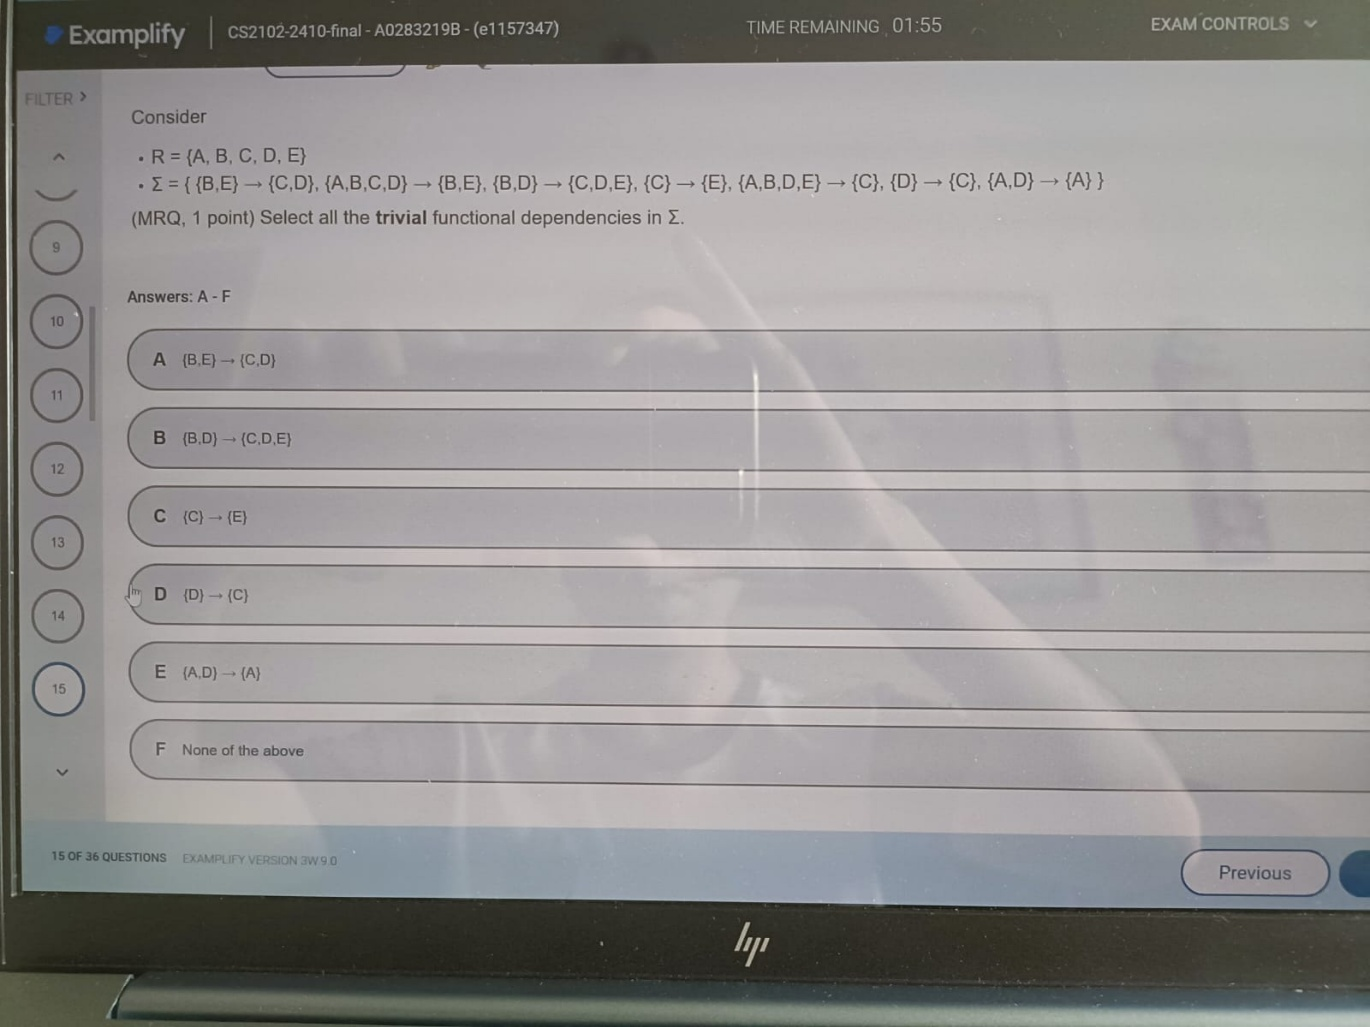 Examplify
CS2102-2410-final - A0283219B - (e1157347)
TIME REMAINING 01:55
EXAM CONTROLS
FILTER >
Consider
• R = {A, B, C, D, E}
• Σ = { {B,E} → {C,D}, {A,B,C,D} → {B,E}, {B,D} → {C,D,E}, {C} → {E}, {A,B,D,E} → {C}, {D} → {C}, {A,D} → {A} }
(MRQ, 1 point) Select all the trivial functional dependencies in Σ.
9
10
11
12
13
14
15
Answers: A - F
A {B,E} → {C,D}
B {B,D} → {C,D,E}
C {C} → {E}
D {D} → {C}
E {A,D} → {A}
F None of the above
15 OF 36 QUESTIONS EXAMPLIFY VERSION 3W.9.0
Previous
hp